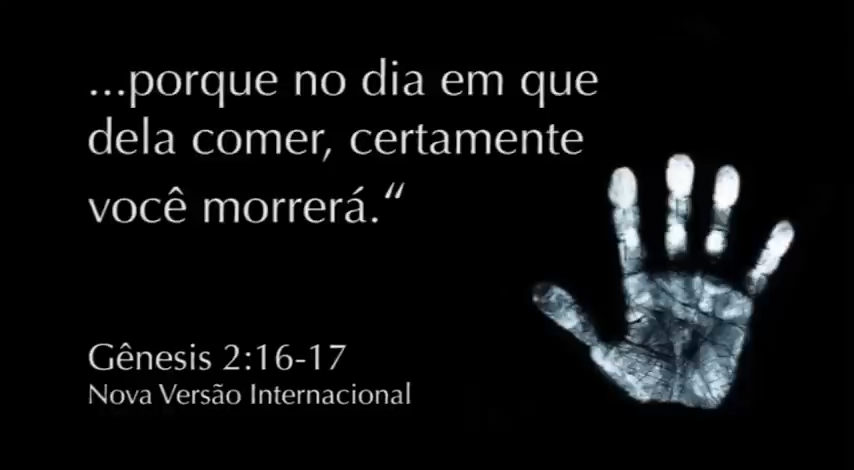 ...porque no dia em que
dela comer, certamente
você morrerá.“
Gênesis 2:16-17
Nova Versão Internacional